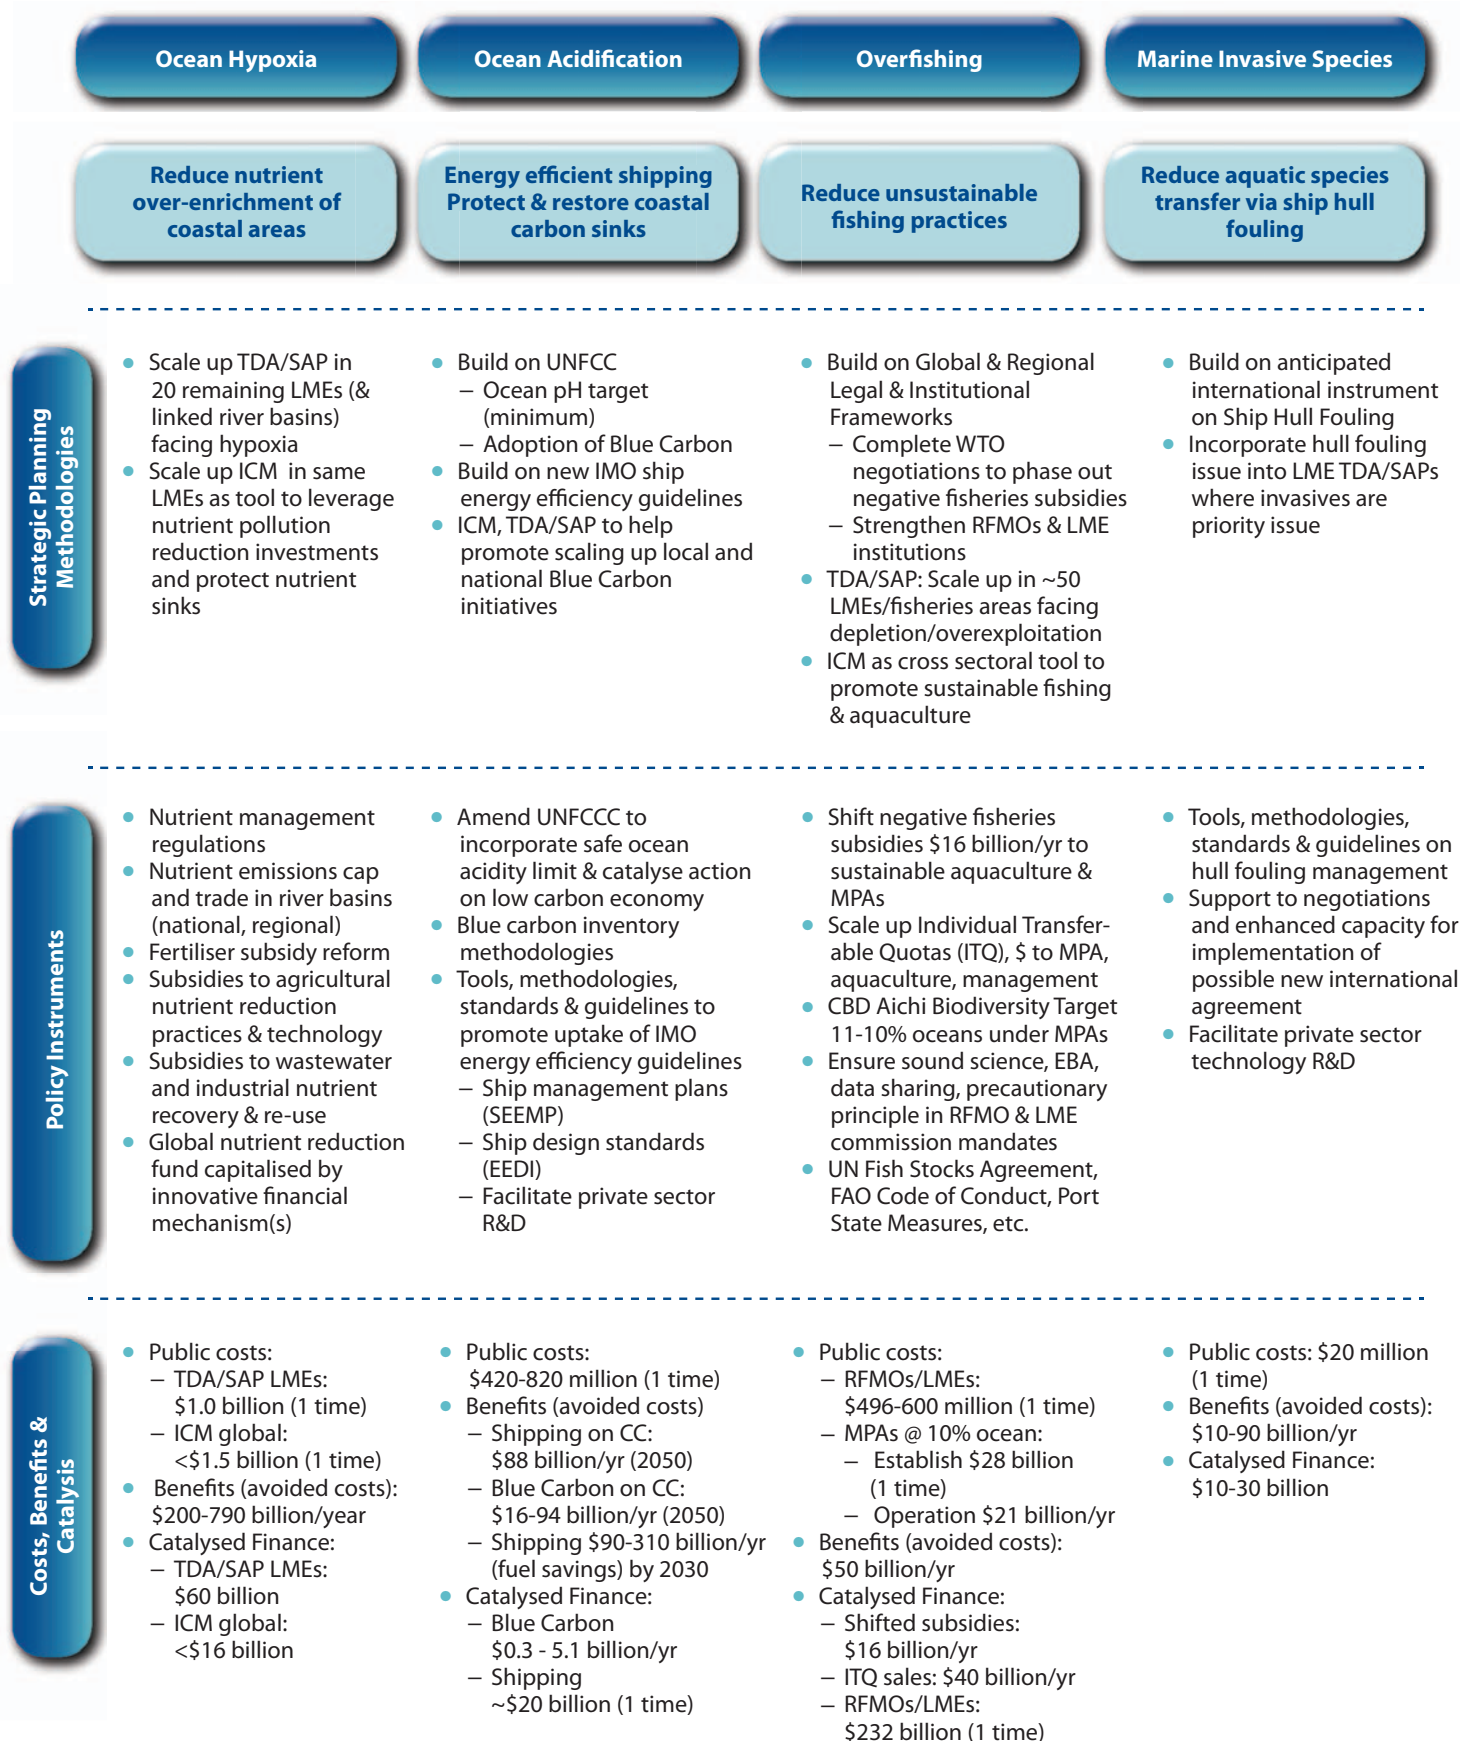 Ocean Hypoxia
Ocean Acidification
Overfishing
Marine Invasive Species
Reduce nutrient
over-enrichment of
coastal areas
Energy efficient shipping
Protect & restore coastal
carbon sinks
Reduce unsustainable
fishing practices
Reduce aquatic species
transfer via ship hull
fouling
Strategic Planning
Methodologies
• Scale up TDA/SAP in
20 remaining LMEs (&
linked river basins)
facing hypoxia
• Scale up ICM in same
LMEs as tool to leverage
nutrient pollution
reduction investments
and protect nutrient
sinks
• Build on UNFCC
– Ocean pH target
(minimum)
– Adoption of Blue Carbon
• Build on new IMO ship
energy efficiency guidelines
• ICM, TDA/SAP to help
promote scaling up local and
national Blue Carbon
initiatives
• Build on Global & Regional
Legal & Institutional
Frameworks
– Complete WTO
negotiations to phase out
negative fisheries subsidies
– Strengthen RFMOs & LME
institutions
• TDA/SAP: Scale up in ~50
LMEs/fisheries areas facing
depletion/overexploitation
• ICM as cross sectoral tool to
promote sustainable fishing
& aquaculture
• Build on anticipated
international instrument
on Ship Hull Fouling
• Incorporate hull fouling
issue into LME TDA/SAPs
where invasives are
priority issue
Policy Instruments
• Nutrient management
regulations
• Nutrient emissions cap
and trade in river basins
(national, regional)
• Fertiliser subsidy reform
• Subsidies to agricultural
nutrient reduction
practices & technology
• Subsidies to wastewater
and industrial nutrient
recovery & re-use
• Global nutrient reduction
fund capitalised by
innovative financial
mechanism(s)
• Amend UNFCCC to
incorporate safe ocean
acidity limit & catalyse action
on low carbon economy
• Blue carbon inventory
methodologies
• Tools, methodologies,
standards & guidelines to
promote uptake of IMO
energy efficiency guidelines
– Ship management plans
(SEEMP)
– Ship design standards
(EEDI)
– Facilitate private sector
R&D
• Shift negative fisheries
subsidies $16 billion/yr to
sustainable aquaculture &
MPAs
• Scale up Individual Transfer-
able Quotas (ITQ), $ to MPA,
aquaculture, management
• CBD Aichi Biodiversity Target
11-10% oceans under MPAs
• Ensure sound science, EBA,
data sharing, precautionary
principle in RFMO & LME
commission mandates
• UN Fish Stocks Agreement,
FAO Code of Conduct, Port
State Measures, etc.
• Tools, methodologies,
standards & guidelines on
hull fouling management
• Support to negotiations
and enhanced capacity for
implementation of
possible new international
agreement
• Facilitate private sector
technology R&D
Costs, Benefits &
Catalysis
• Public costs:
– TDA/SAP LMEs:
$1.0 billion (1 time)
– ICM global:
<$1.5 billion (1 time)
• Benefits (avoided costs):
$200-790 billion/year
• Catalysed Finance:
– TDA/SAP LMEs:
$60 billion
– ICM global:
<$16 billion
• Public costs:
$420-820 million (1 time)
• Benefits (avoided costs)
– Shipping on CC:
$88 billion/yr (2050)
– Blue Carbon on CC:
$16-94 billion/yr (2050)
– Shipping $90-310 billion/yr
(fuel savings) by 2030
• Catalysed Finance:
– Blue Carbon
$0.3 - 5.1 billion/yr
– Shipping
~$20 billion (1 time)
• Public costs:
– RFMOs/LMEs:
$496-600 million (1 time)
– MPAs @ 10% ocean:
– Establish $28 billion
(1 time)
– Operation $21 billion/yr
• Benefits (avoided costs):
$50 billion/yr
• Catalysed Finance:
– Shifted subsidies:
$16 billion/yr
– ITQ sales: $40 billion/yr
– RFMOs/LMEs:
$232 billion (1 time)
• Public costs: $20 million
(1 time)
• Benefits (avoided costs):
$10-90 billion/yr
• Catalysed Finance:
$10-30 billion